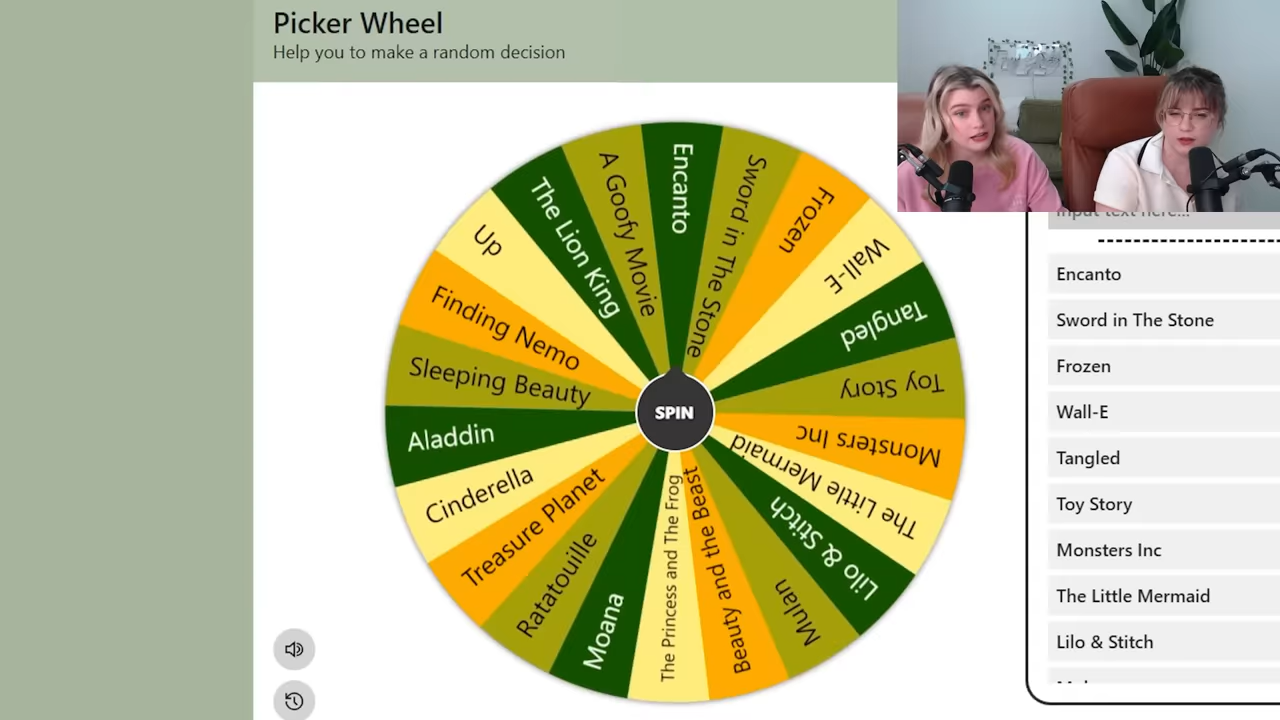 Picker Wheel
Help you to make a random decision
Encanto
Sword in The Stone
Frozen
Wall-E
Tangled
Toy Story
Monsters Inc
The Little Mermaid
Lilo & Stitch
Mulan
Beauty and the Beast
The Princess and The Frog
Moana
Ratatouille
Treasure Planet
Cinderella
Aladdin
Sleeping Beauty
Finding Nemo
Up
The Lion King
A Goofy Movie
SPIN
Input text here...
Encanto
Sword in The Stone
Frozen
Wall-E
Tangled
Toy Story
Monsters Inc
The Little Mermaid
Lilo & Stitch